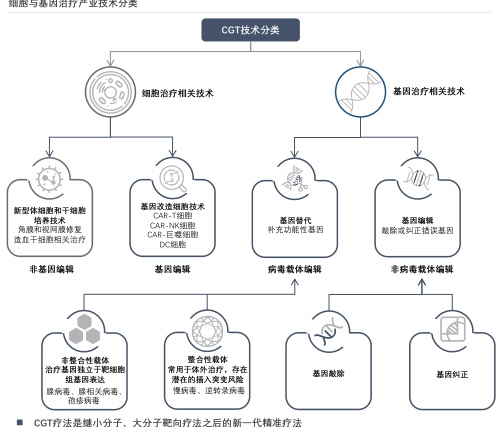 细胞与基因治疗产业技术分类
CGT技术分类
细胞治疗相关技术
基因治疗相关技术
新型体细胞和干细胞
培养技术
角膜和视网膜修复
造血干细胞相关治疗
基因改造细胞技术
CAR-T细胞
CAR-NK细胞
CAR-巨噬细胞
DC细胞
基因替代
补充功能性基因
基因编辑
敲除或纠正错误基因
非基因编辑
基因编辑
病毒载体编辑
非病毒载体编辑
非整合性载体
治疗基因独立于靶细胞
组基因表达
腺病毒、腺相关病毒、
孢疹病毒
整合性载体
常用于体外治疗，存在
潜在的插入突变风险
慢病毒、逆转录病毒
基因敲除
基因纠正
■ CGT疗法是继小分子、大分子靶向疗法之后的新一代精准疗法